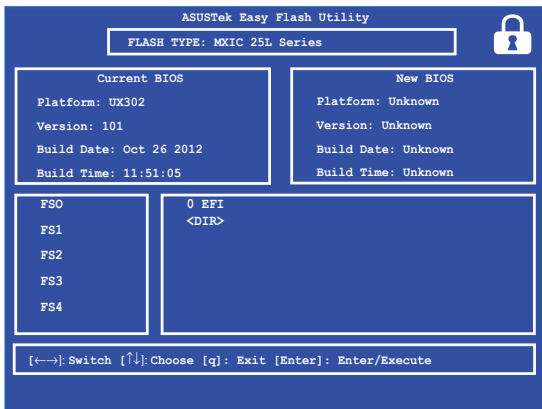 ASUSTek Easy Flash Utility
FLASH TYPE: MXIC 25L Series
Current BIOS
Platform: UX302
Version: 101
Build Date: Oct 26 2012
Build Time: 11:51:05
New BIOS
Platform: Unknown
Version: Unknown
Build Date: Unknown
Build Time: Unknown
FSO
FS1
FS2
FS3
FS4
0 EFI
<DIR>
[←→]: Switch [↑↓]: Choose [q]: Exit [Enter]: Enter/Execute